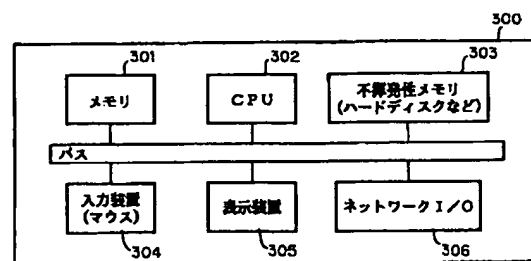 300
301
302
303
メモリ
CPU
不揮発性メモリ
(ハードディスクなど)
バス
入力装置
(マウス)
表示装置
ネットワークI/O
304
305
306